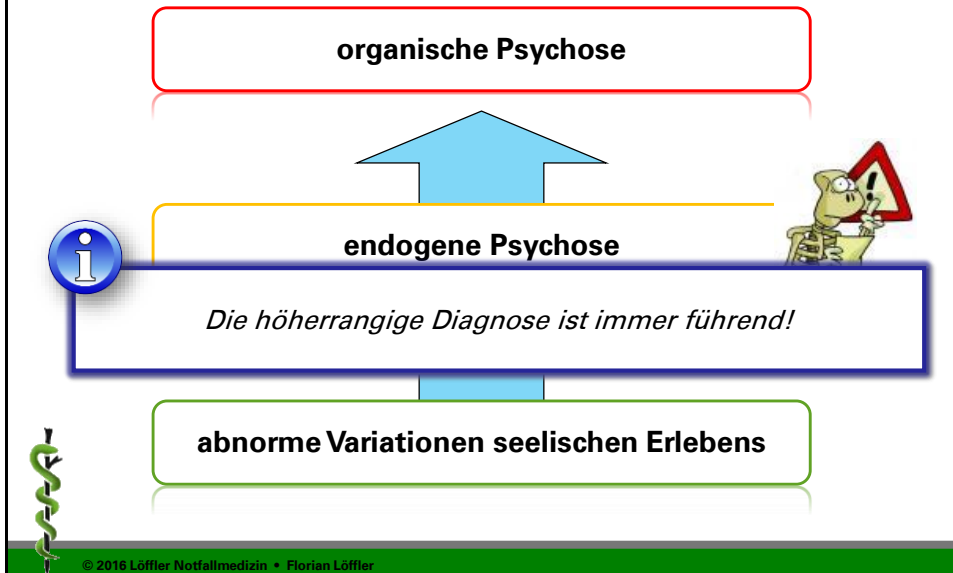 organische Psychose
endogene Psychose
Die höherrangige Diagnose ist immer führend!
abnorme Variationen seelischen Erlebens
© 2016 Löffler Notfallmedizin • Florian Löffler